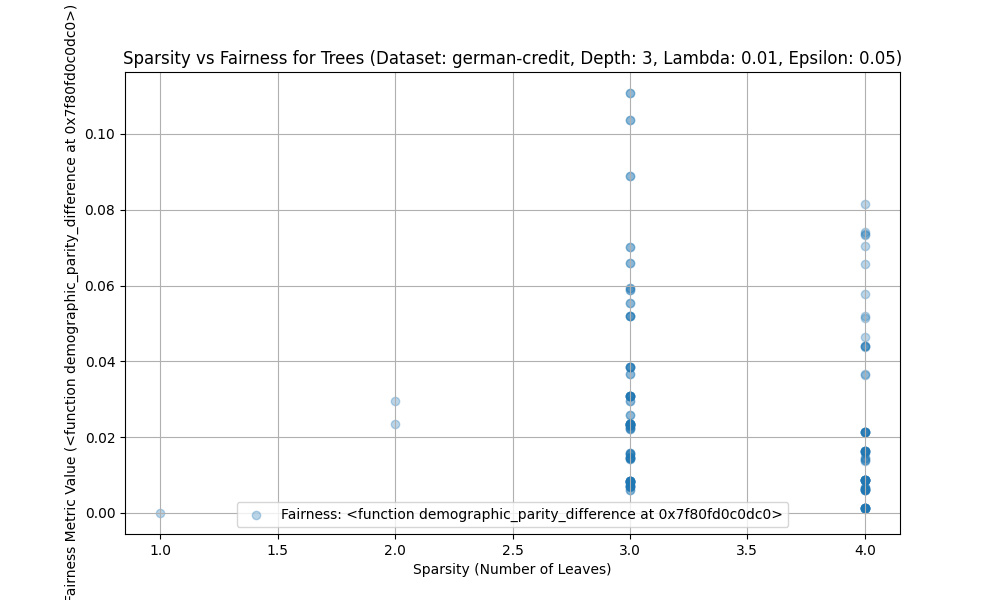 Sparsity vs Fairness for Trees (Dataset: german-credit, Depth: 3, Lambda: 0.01, Epsilon: 0.05)
Fairness Metric Value (<function demographic_parity_difference at 0x7f80fd0c0dc0>)
0.10
0.08
0.06
0.04
0.02
0.00
Fairness: <function demographic_parity_difference at 0x7f80fd0c0dc0>
1.0 1.5 2.0 2.5 3.0 3.5 4.0
Sparsity (Number of Leaves)